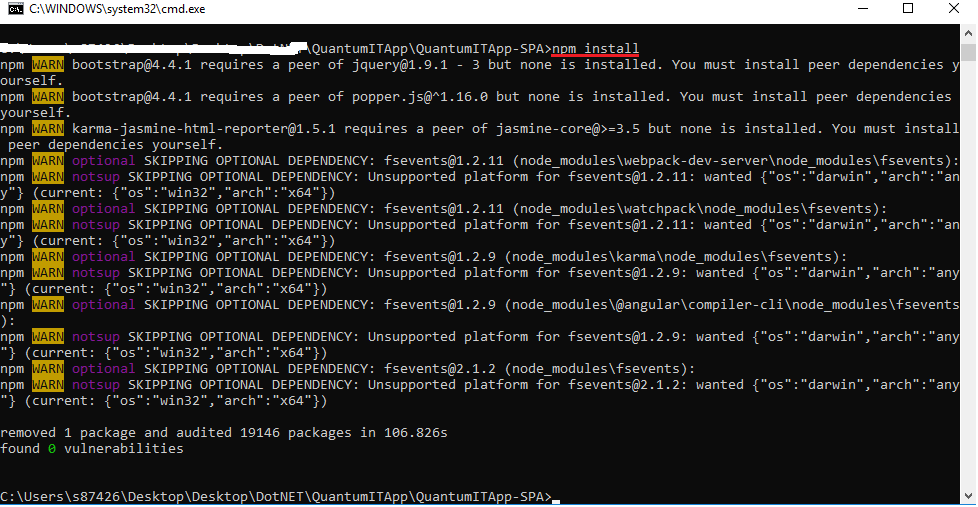 C:\WINDOWS\system32\cmd.exe
\QuantumITApp\QuantumITApp-SPA>npm install
npm WARN bootstrap@4.4.1 requires a peer of jquery@1.9.1 - 3 but none is installed. You must install peer dependencies y
ourself.
npm WARN bootstrap@4.4.1 requires a peer of popper.js@^1.16.0 but none is installed. You must install peer dependencies
yourself.
npm WARN karma-jasmine-html-reporter@1.5.1 requires a peer of jasmine-core@>=3.5 but none is installed. You must install
 peer dependencies yourself.
npm WARN optional SKIPPING OPTIONAL DEPENDENCY: fsevents@1.2.11 (node_modules\webpack-dev-server\node_modules\fsevents):
npm WARN notsup SKIPPING OPTIONAL DEPENDENCY: Unsupported platform for fsevents@1.2.11: wanted {"os":"darwin","arch":"an
y"} (current: {"os":"win32","arch":"x64"})
npm WARN optional SKIPPING OPTIONAL DEPENDENCY: fsevents@1.2.11 (node_modules\watchpack\node_modules\fsevents):
npm WARN notsup SKIPPING OPTIONAL DEPENDENCY: Unsupported platform for fsevents@1.2.11: wanted {"os":"darwin","arch":"an
y"} (current: {"os":"win32","arch":"x64"})
npm WARN optional SKIPPING OPTIONAL DEPENDENCY: fsevents@1.2.9 (node_modules\karma\node_modules\fsevents):
npm WARN notsup SKIPPING OPTIONAL DEPENDENCY: Unsupported platform for fsevents@1.2.9: wanted {"os":"darwin","arch":"any
"} (current: {"os":"win32","arch":"x64"})
npm WARN optional SKIPPING OPTIONAL DEPENDENCY: fsevents@1.2.9 (node_modules\@angular\compiler-cli\node_modules\fsevents
):
npm WARN notsup SKIPPING OPTIONAL DEPENDENCY: Unsupported platform for fsevents@1.2.9: wanted {"os":"darwin","arch":"any
"} (current: {"os":"win32","arch":"x64"})
npm WARN optional SKIPPING OPTIONAL DEPENDENCY: fsevents@2.1.2 (node_modules\fsevents):
npm WARN notsup SKIPPING OPTIONAL DEPENDENCY: Unsupported platform for fsevents@2.1.2: wanted {"os":"darwin","arch":"any
"} (current: {"os":"win32","arch":"x64"})
removed 1 package and audited 19146 packages in 106.826s
found 0 vulnerabilities
C:\Users\s87426\Desktop\Desktop\DotNET\QuantumITApp\QuantumITApp-SPA>